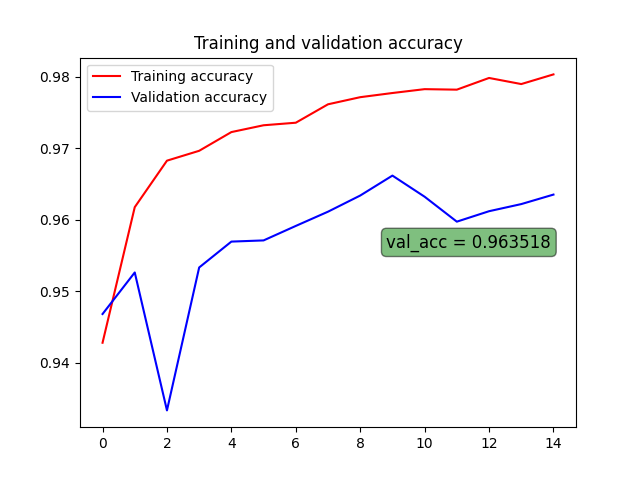 Training and validation accuracy
Training accuracy
Validation accuracy
0.98
0.97
0.96
0.95
0.94
val_acc = 0.963518
0 2 4 6 8 10 12 14